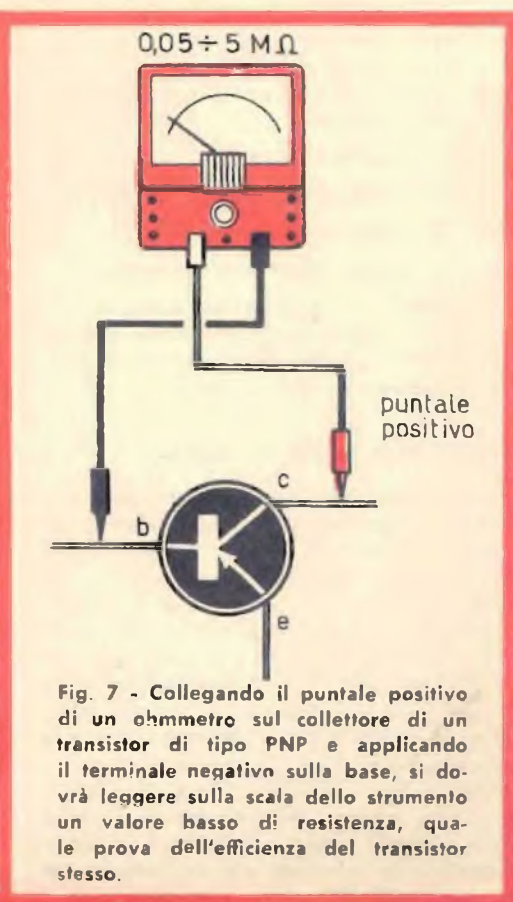 0,05÷5 MΩ
puntale
positivo
c
b
e
Fig. 7 - Collegando il puntale positivo
di un ohmmetro sul collettore di un
transistor di tipo PNP e applicando
il terminale negativo sulla base, si do-
vrà leggere sulla scala dello strumento
un valore basso di resistenza, qua-
le prova dell'efficienza del transistor
stesso.